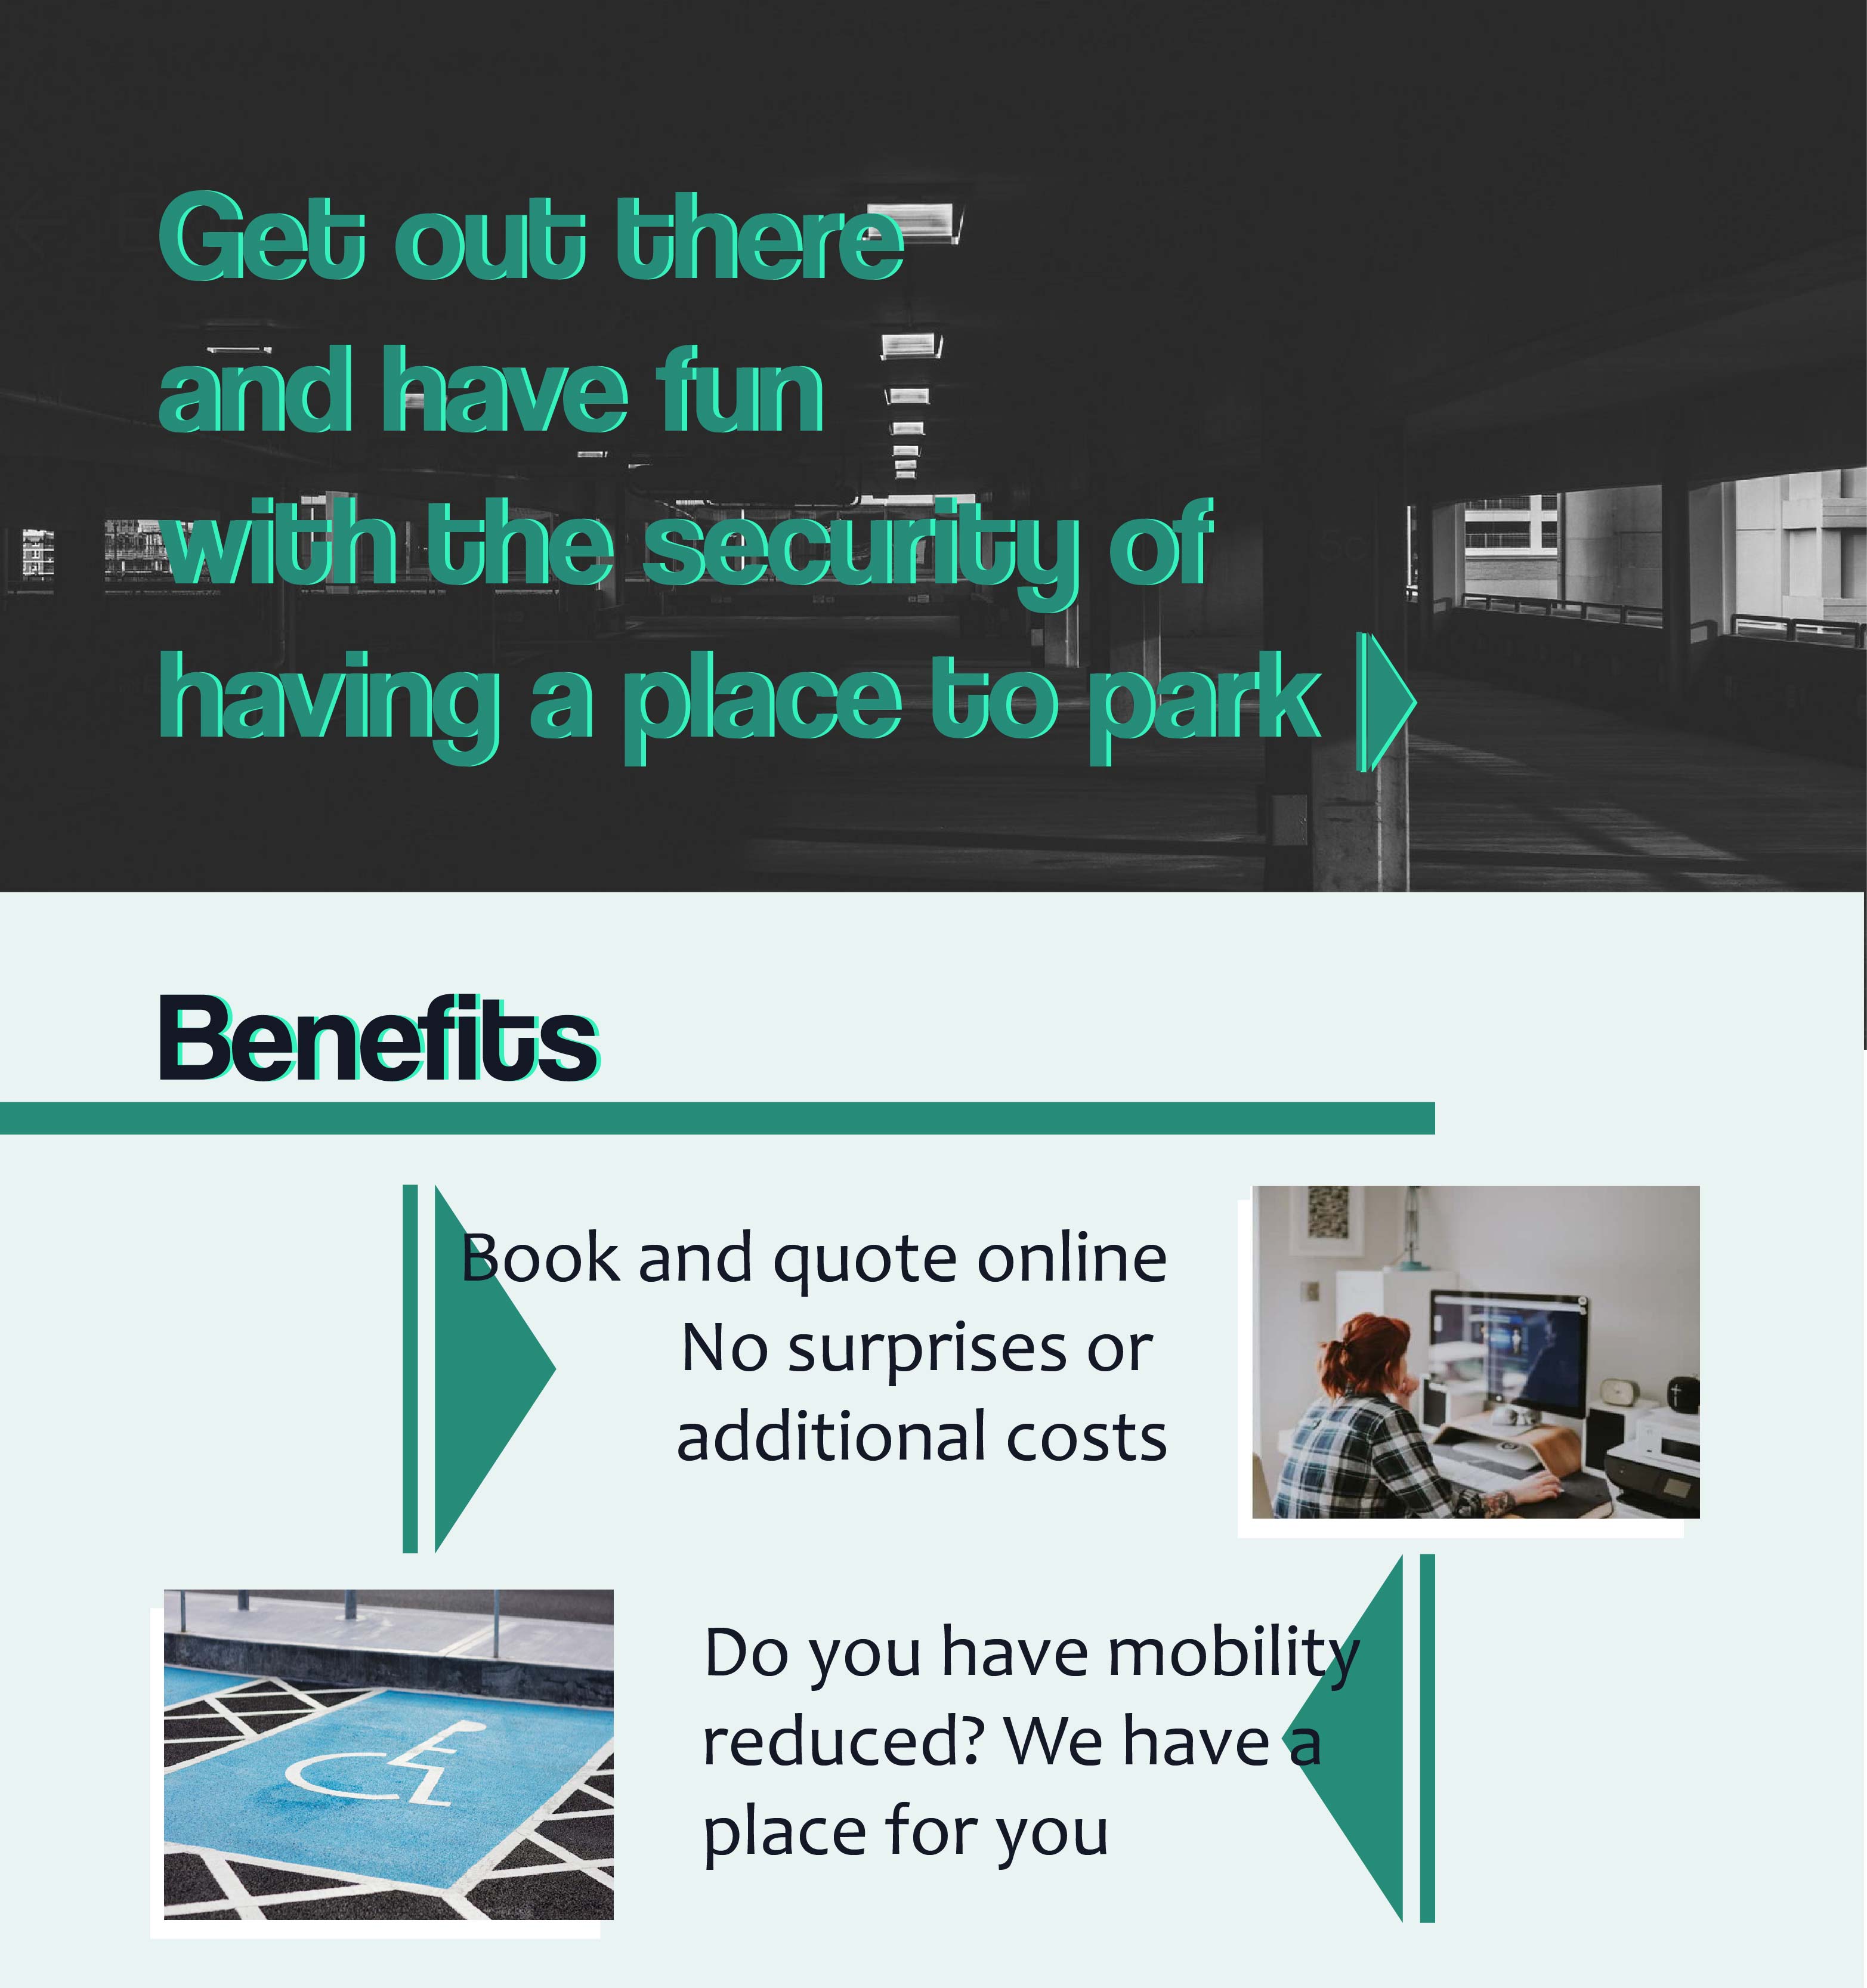 Get out there
and have fun
with the security of
having a place to park
Benefits
Book and quote online
No surprises or
additional costs
Do you have mobility
reduced? We have a
place for you